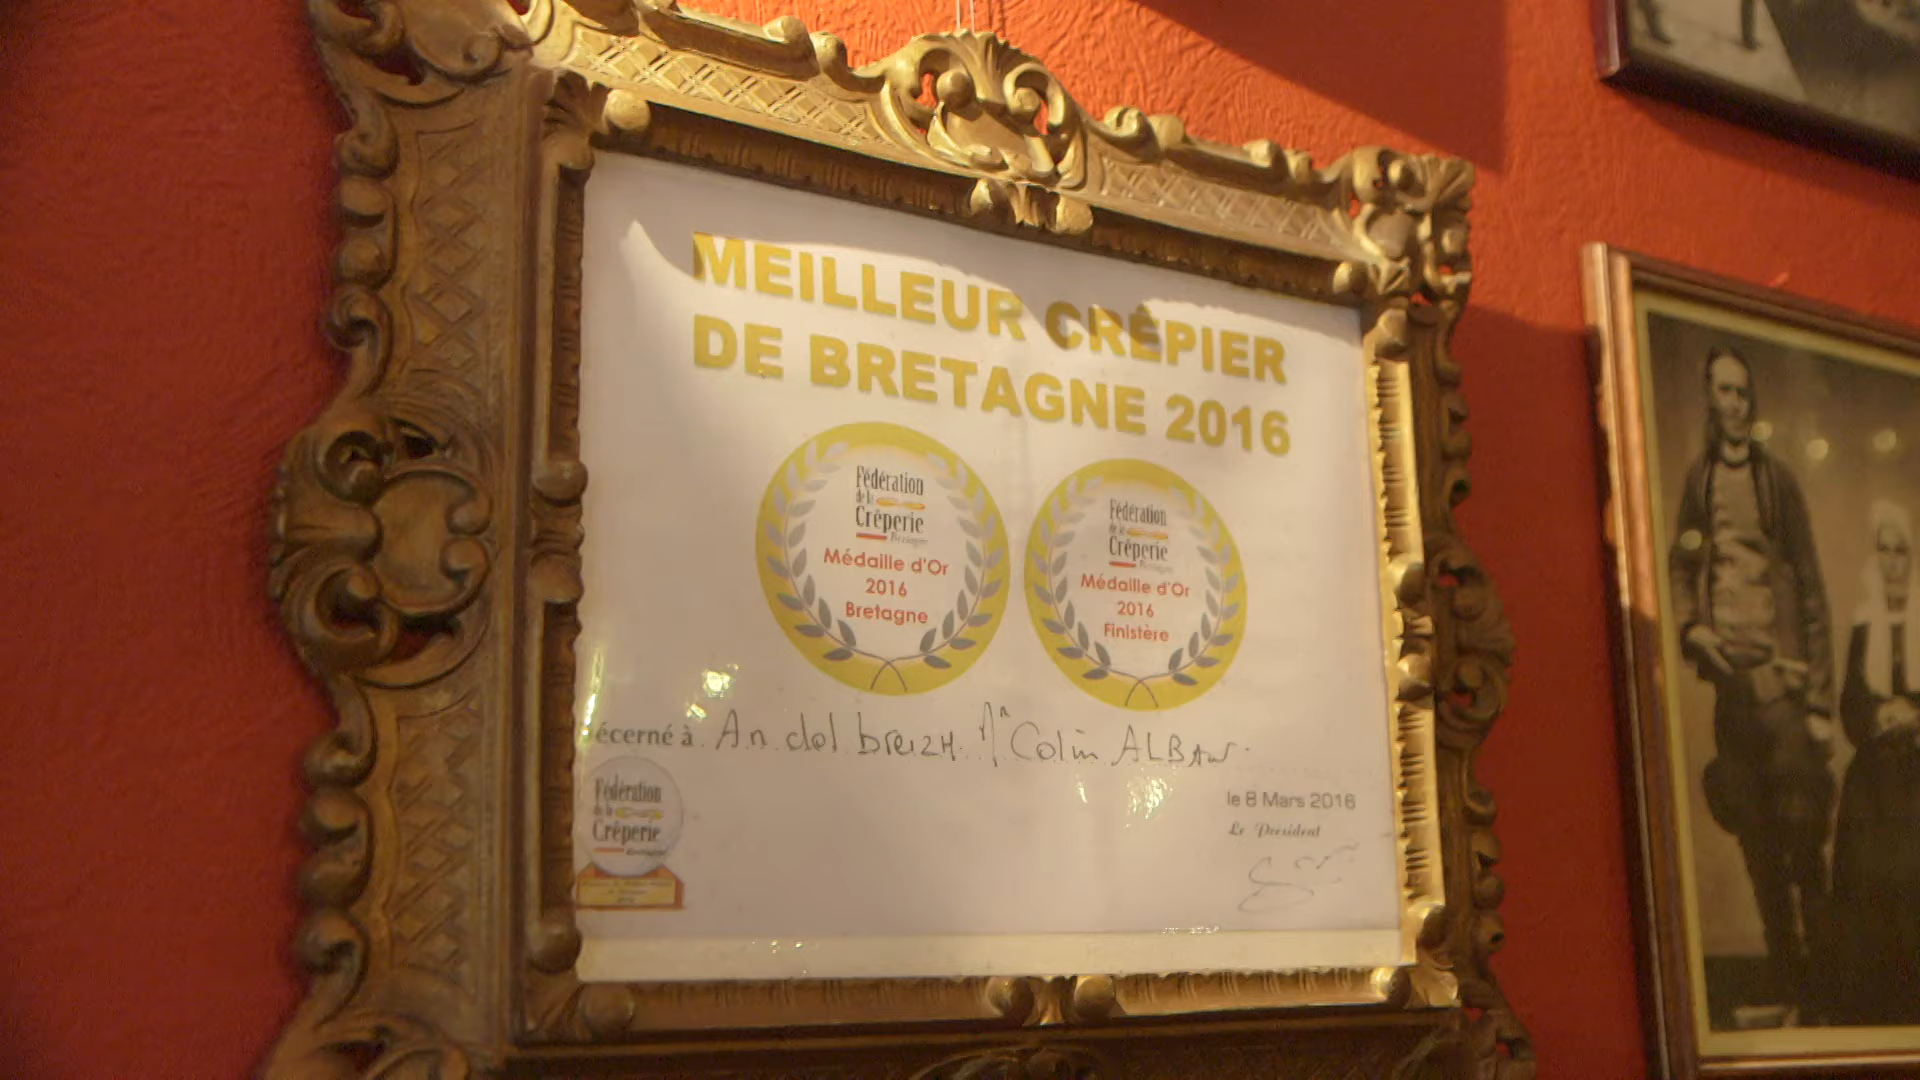 MEILLEUR CRÊPIER
DE BRETAGNE 2016
Fédération
de la
Crêperie
Bretagne
Médaille d'Or
2016
Bretagne
Fédération
de la
Crêperie
Bretagne
Médaille d'Or
2016
Finistère
écerné à An dol breizh Mr Colin ALBAN
le 8 Mars 2016
Le Président
Fédération
de la
Crêperie
Bretagne